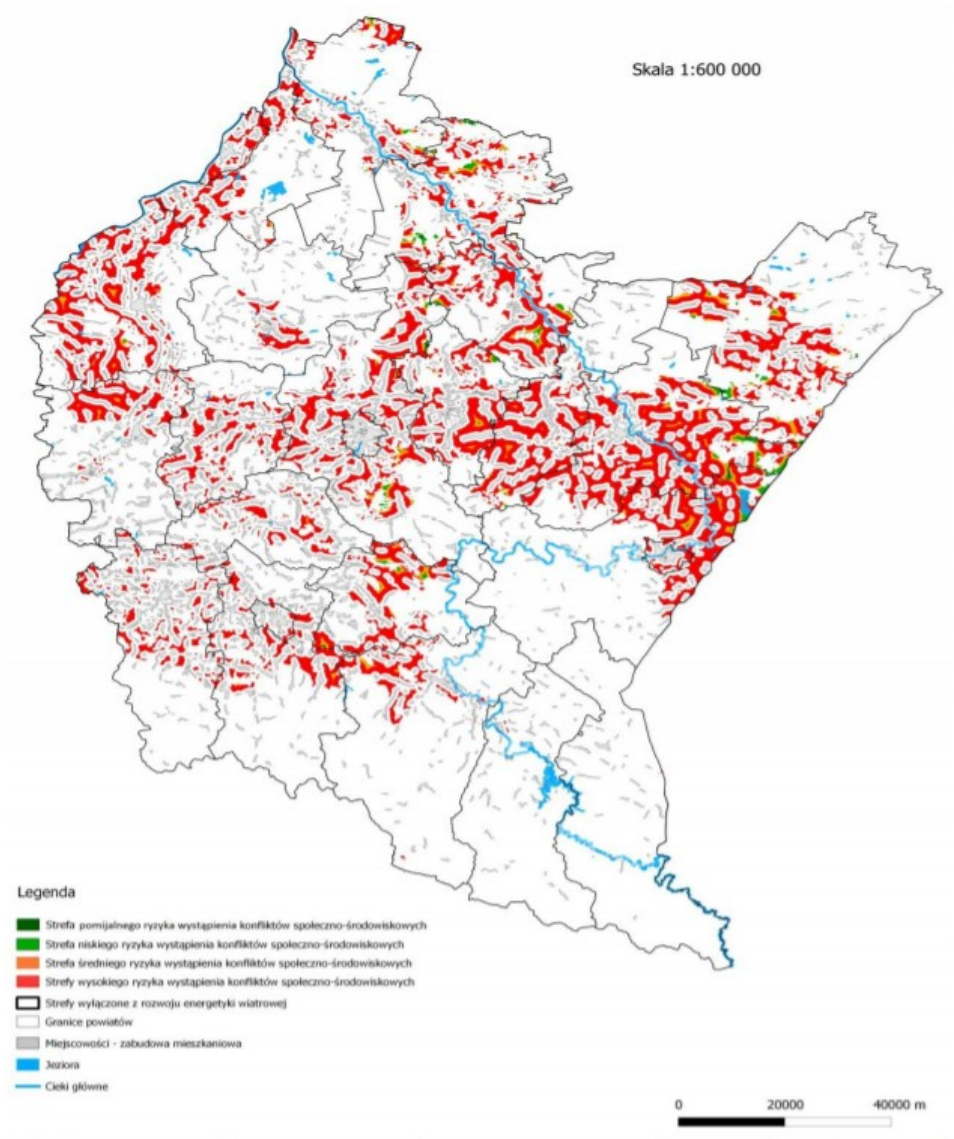 Skala 1:600 000
Legenda
Strefa pomijalnego ryzyka wystąpienia konfliktów społeczno-środowiskowych
Strefa niskiego ryzyka wystąpienia konfliktów społeczno-środowiskowych
Strefa średniego ryzyka wystąpienia konfliktów społeczno-środowiskowych
Strefy wysokiego ryzyka wystąpienia konfliktów społeczno-środowiskowych
Strefy wyłączone z rozwoju energetyki wiatrowej
Granice powiatów
Miejscowości - zabudowa mieszkaniowa
Jeziora
Cieki główne
0 20000 40000 m